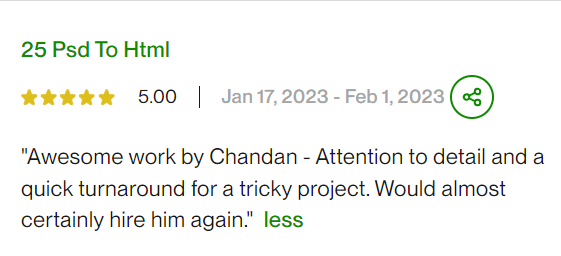 25 Psd To Html
5.00 | Jan 17, 2023 - Feb 1, 2023
"Awesome work by Chandan - Attention to detail and a
quick turnaround for a tricky project. Would almost
certainly hire him again." less